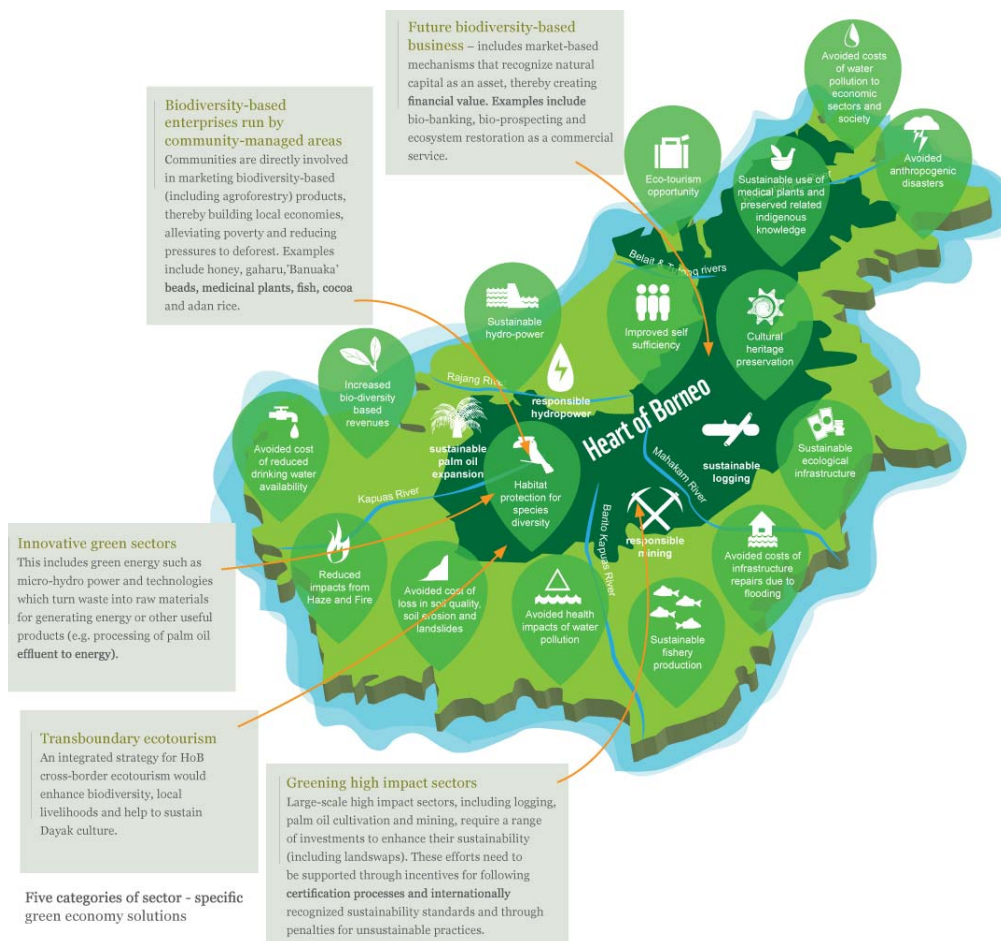 Future biodiversity-based
business – includes market-based
mechanisms that recognize natural
capital as an asset, thereby creating
financial value. Examples include
bio-banking, bio-prospecting and
ecosystem restoration as a commercial
service.
Biodiversity-based
enterprises run by
community-managed areas
Communities are directly involved
in marketing biodiversity-based
(including agroforestry) products,
thereby building local economies,
alleviating poverty and reducing
pressures to deforest. Examples
include honey, gaharu,'Banuaka'
beads, medicinal plants, fish, cocoa
and adan rice.
Avoided costs
of water
pollution to
economic
sectors and
society
Avoided
anthropogenic
disasters
Eco-tourism
opportunity
Sustainable use of
medical plants and
preserved related
indigenous
knowledge
River
Belait & Tutong rivers
Sustainable
hydro-power
Improved self
sufficiency
Cultural
heritage
preservation
Increased
bio-diversity
based
revenues
Rajang River
responsible
hydropower
Heart of Borneo
Avoided cost
of reduced
drinking water
availability
sustainable
palm oil
expansion
Kapuas River
Habitat
protection for
species
diversity
Mahakam River
sustainable
logging
Sustainable
ecological
infrastructure
Barito Kapuas River
responsible
mining
Avoided costs of
infrastructure
repairs due to
flooding
Reduced
impacts from
Haze and Fire
Avoided cost of
loss in soil quality,
soil erosion and
landslides
Avoided health
impacts of water
pollution
Sustainable
fishery
production
Innovative green sectors
This includes green energy such as
micro-hydro power and technologies
which turn waste into raw materials
for generating energy or other useful
products (e.g. processing of palm oil
effluent to energy).
Transboundary ecotourism
An integrated strategy for HoB
cross-border ecotourism would
enhance biodiversity, local
livelihoods and help to sustain
Dayak culture.
Greening high impact sectors
Large-scale high impact sectors, including logging,
palm oil cultivation and mining, require a range
of investments to enhance their sustainability
(including landswaps). These efforts need to
be supported through incentives for following
certification processes and internationally
recognized sustainability standards and through
penalties for unsustainable practices.
Five categories of sector - specific
green economy solutions